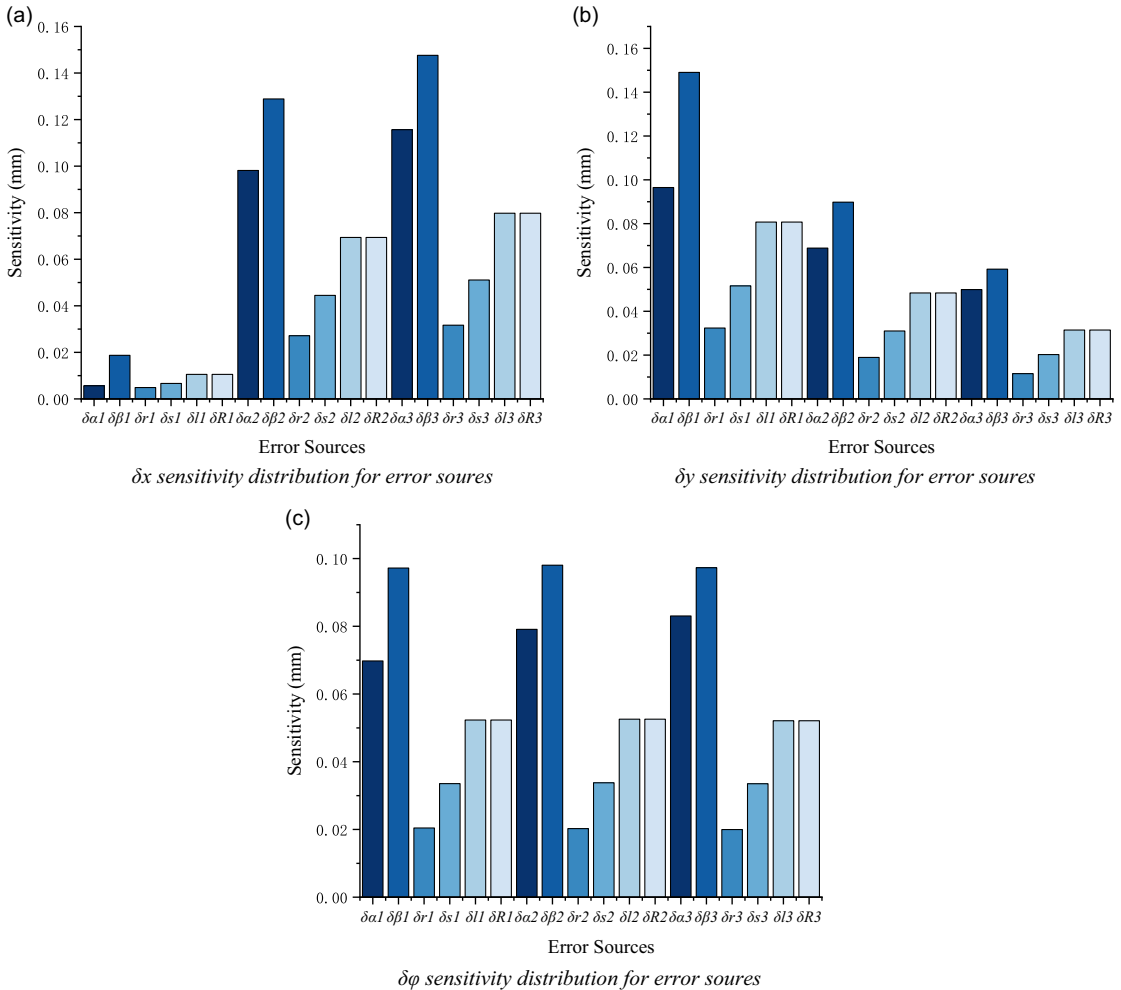 (a)
0.16
0.14
0.12
0.10
0.08
0.06
0.04
0.02
0.00
Sensitivity (mm)
δα1 δβ1 δr1 δs1 δl1 δR1 δα2 δβ2 δr2 δs2 δl2 δR2 δα3 δβ3 δr3 δs3 δl3 δR3
Error Sources
δx sensitivity distribution for error soures
(b)
0.16
0.14
0.12
0.10
0.08
0.06
0.04
0.02
0.00
Sensitivity (mm)
δα1 δβ1 δr1 δs1 δl1 δR1 δα2 δβ2 δr2 δs2 δl2 δR2 δα3 δβ3 δr3 δs3 δl3 δR3
Error Sources
δy sensitivity distribution for error soures
(c)
0.10
0.08
0.06
0.04
0.02
0.00
Sensitivity (mm)
δα1 δβ1 δr1 δs1 δl1 δR1 δα2 δβ2 δr2 δs2 δl2 δR2 δα3 δβ3 δr3 δs3 δl3 δR3
Error Sources
δφ sensitivity distribution for error soures